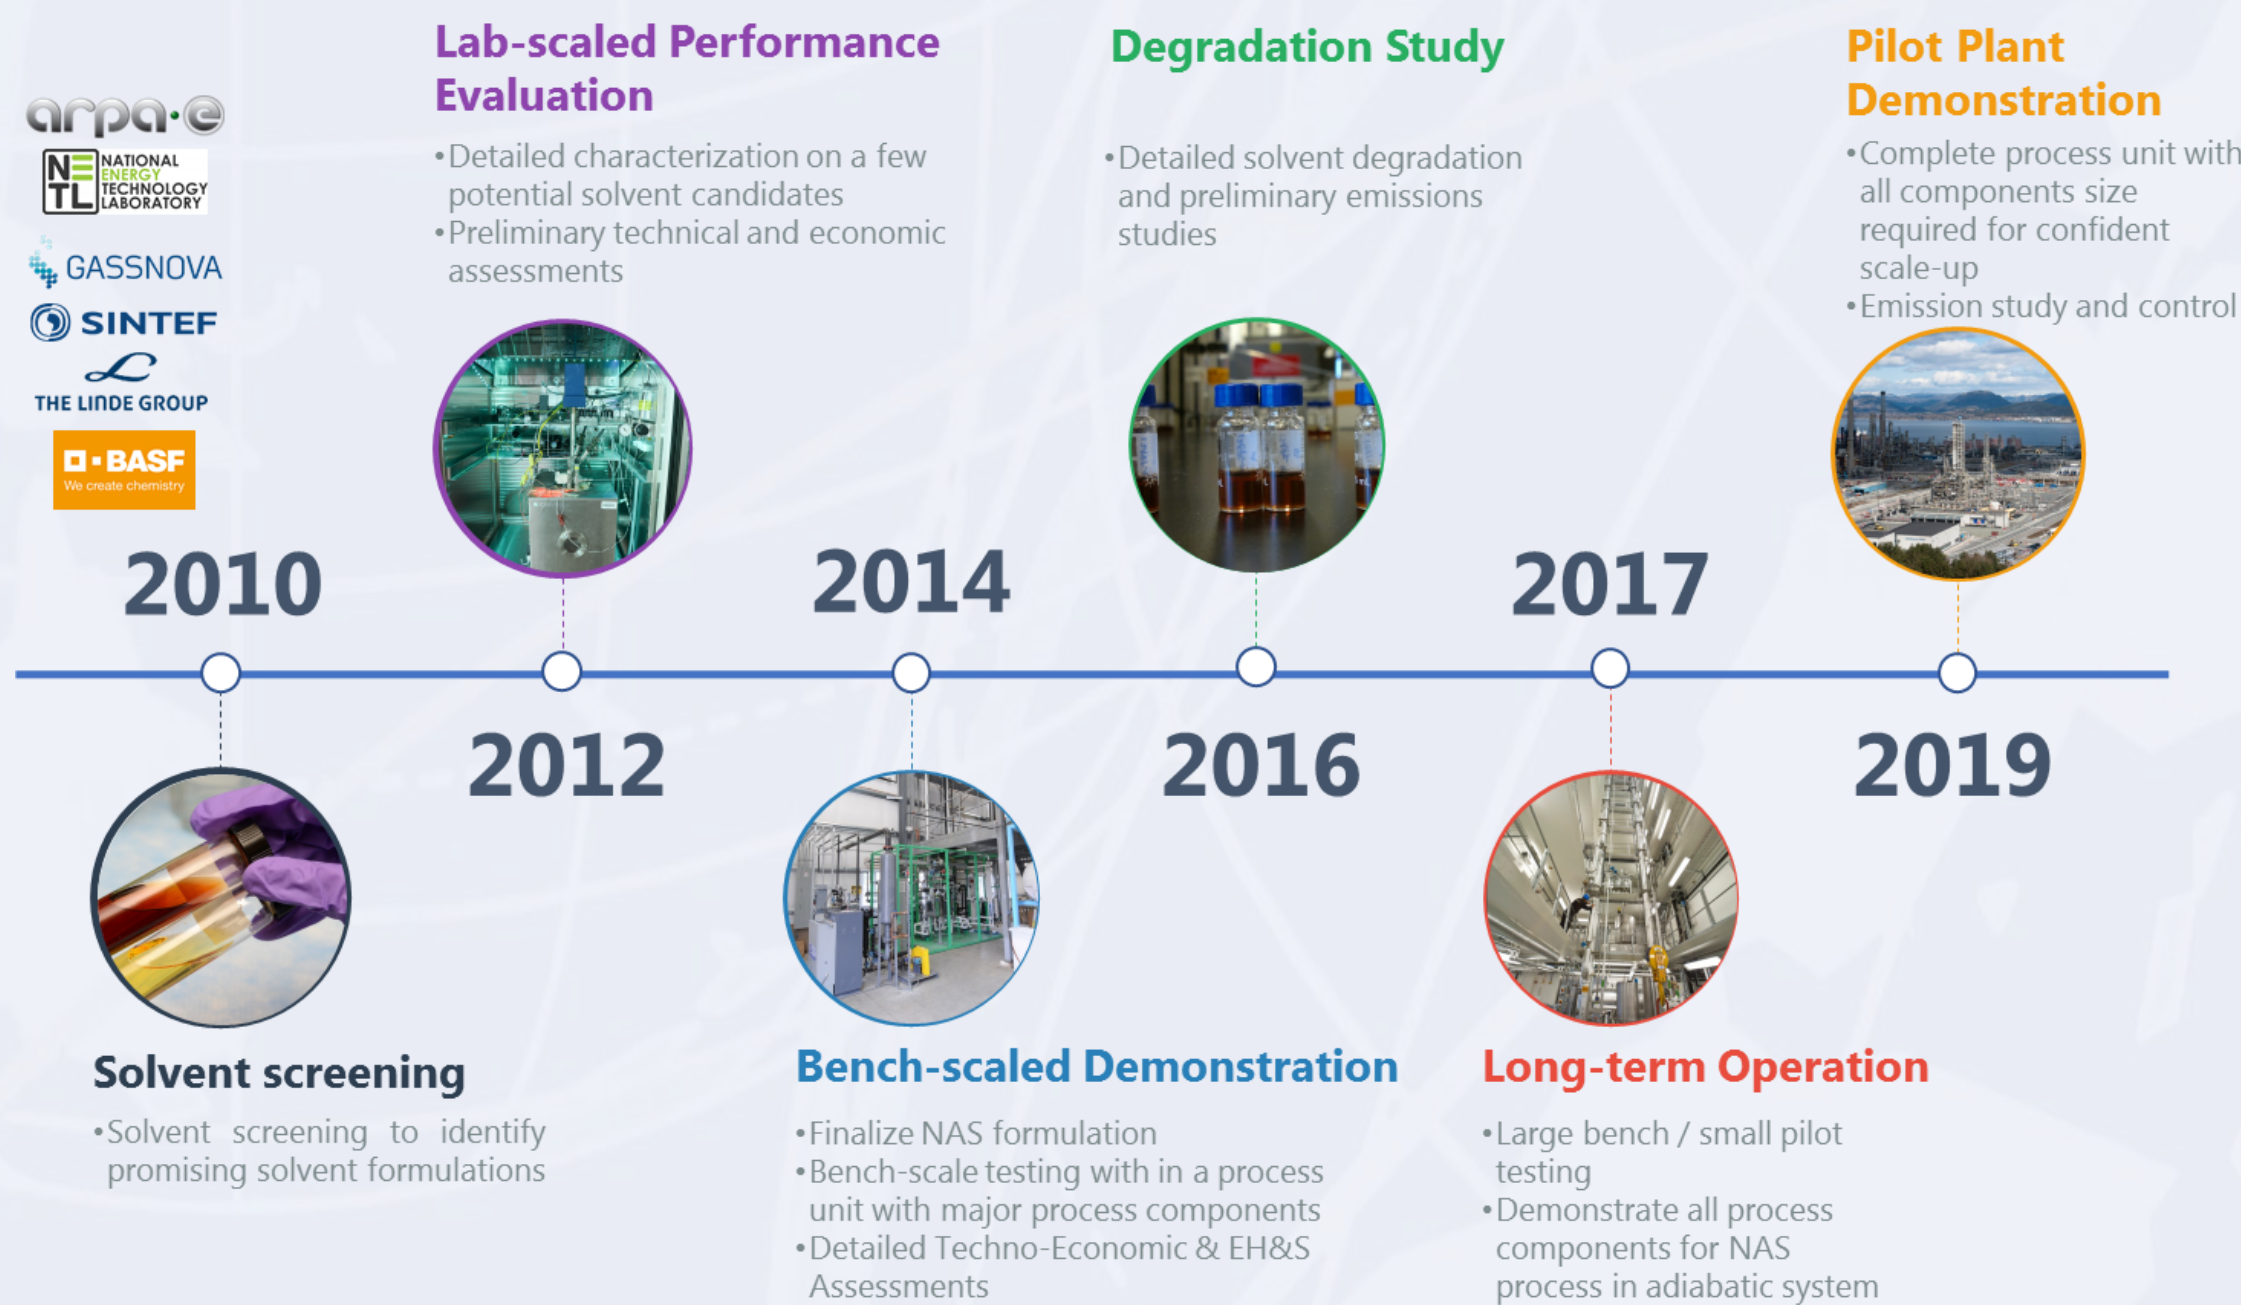 arpa·e
NETL
NATIONAL
ENERGY
TECHNOLOGY
LABORATORY
GASSNOVA
SINTEF
THE LINDE GROUP
BASF
We create chemistry
Lab-scaled Performance
Evaluation
•Detailed characterization on a few
potential solvent candidates
•Preliminary technical and economic
assessments
Degradation Study
•Detailed solvent degradation
and preliminary emissions
studies
Pilot Plant
Demonstration
•Complete process unit with
all components size
required for confident
scale-up
•Emission study and control
2010
2014
2017
2012
2016
2019
Solvent screening
•Solvent screening to identify
promising solvent formulations
Bench-scaled Demonstration
•Finalize NAS formulation
•Bench-scale testing with in a process
unit with major process components
•Detailed Techno-Economic & EH&S
Assessments
Long-term Operation
•Large bench / small pilot
testing
•Demonstrate all process
components for NAS
process in adiabatic system